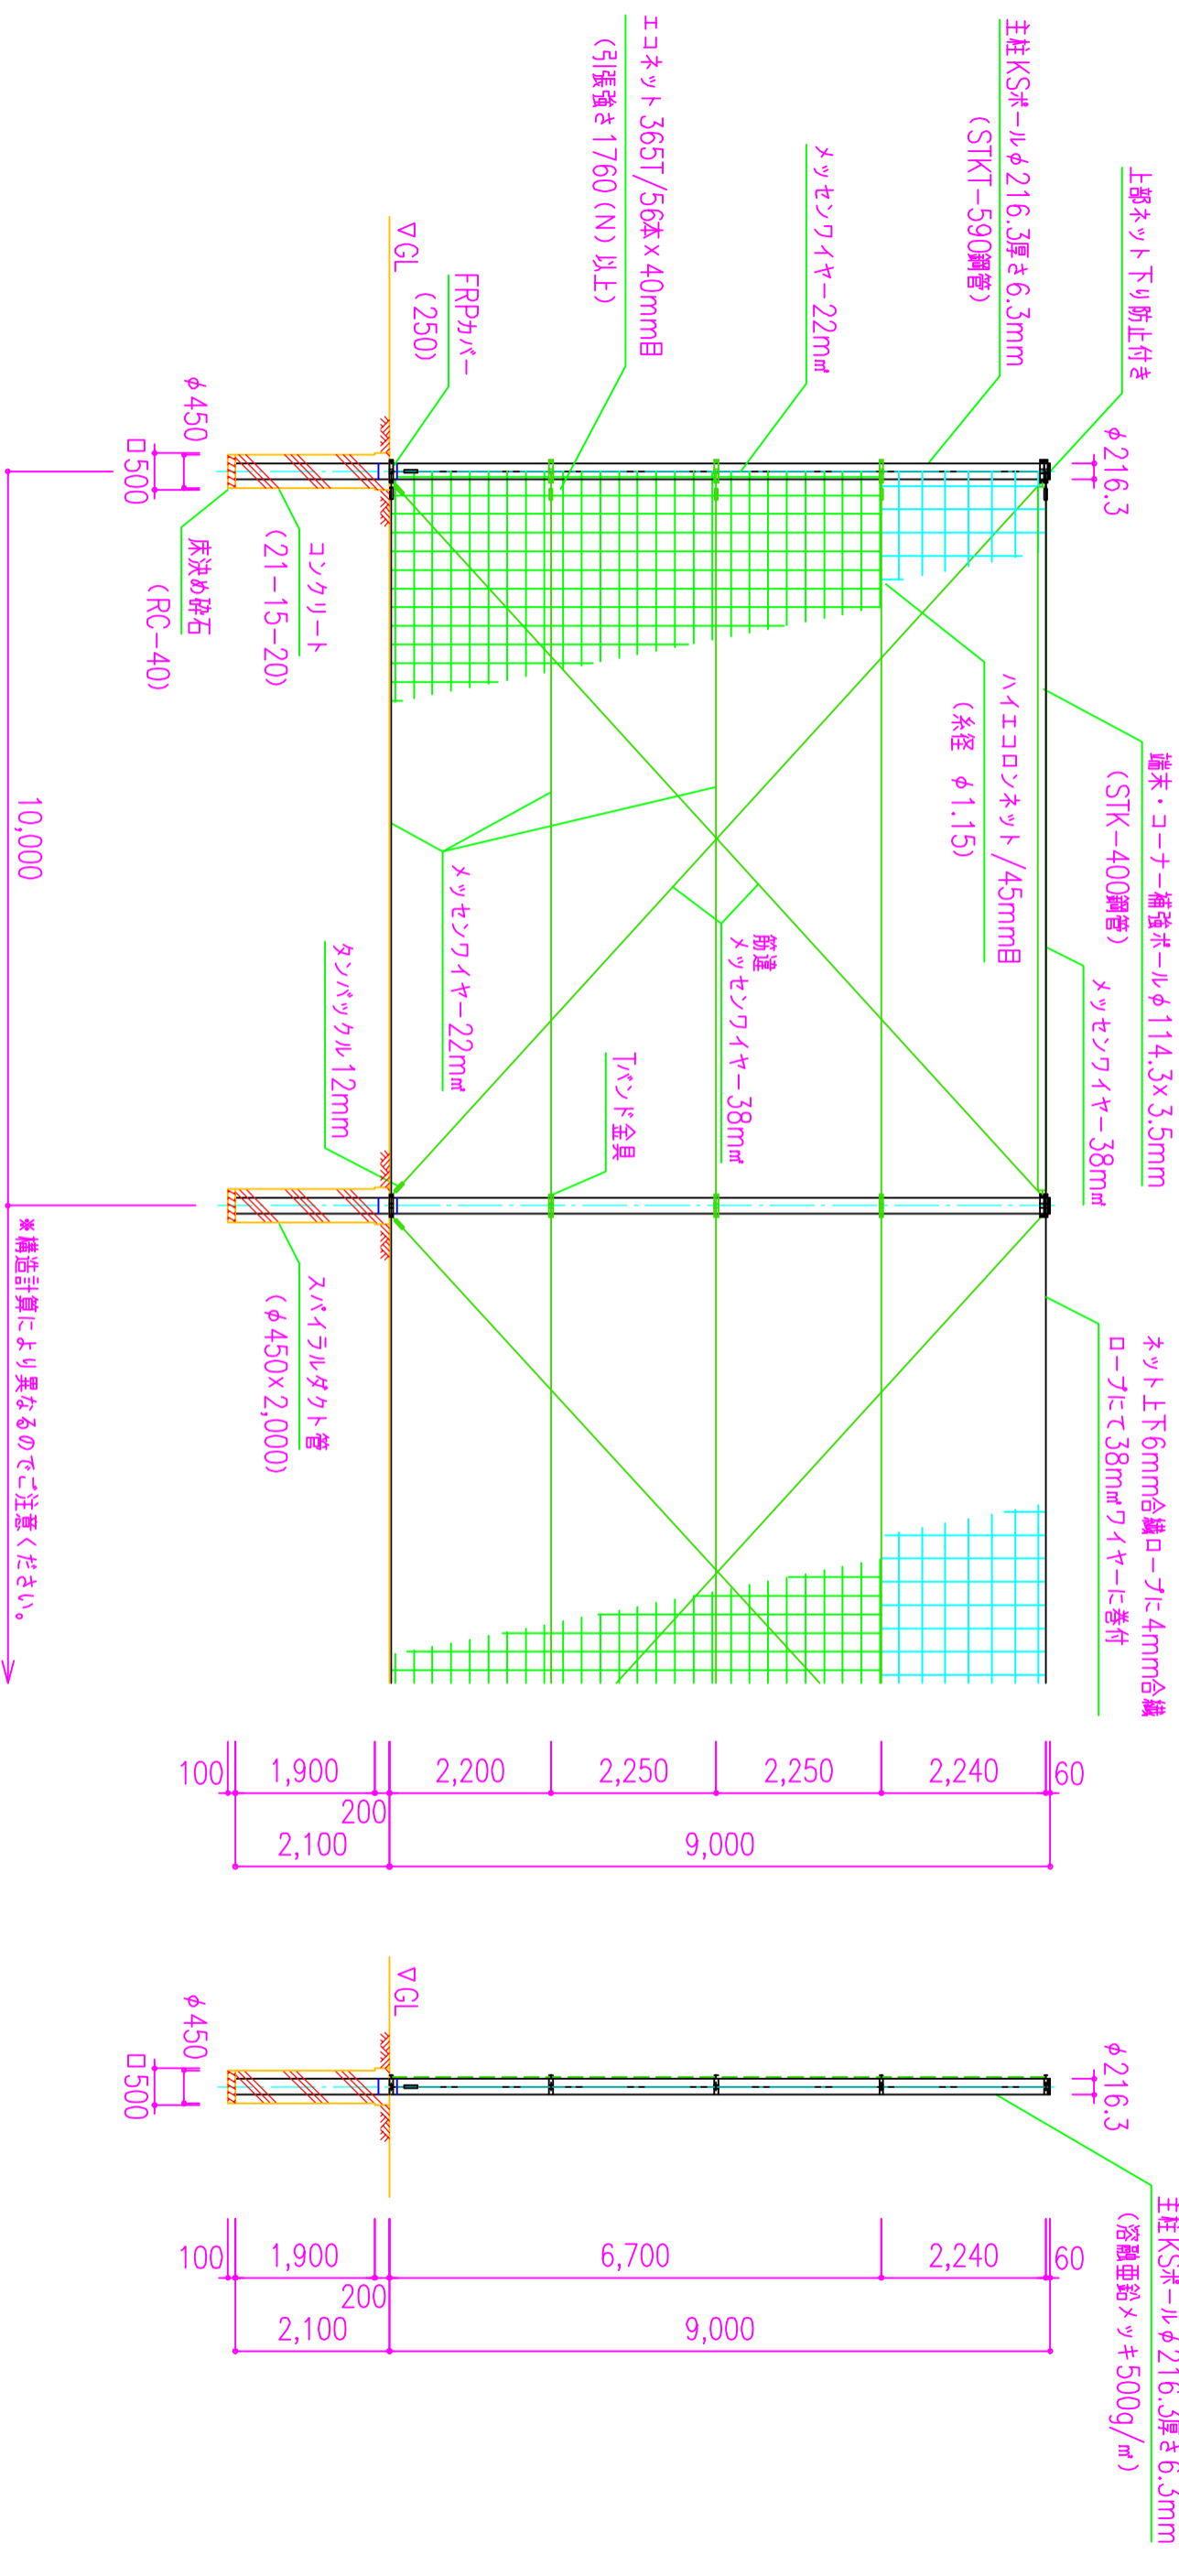 上部ネット下り防止付き
主柱KSポールφ216.3厚さ6.3mm
(STKT-590鋼管)
メッセンワイヤー22m㎡
エコネット365T/56本×40mm目
(引張強さ1760(N)以上)
FRPカバー
(250)
▽GL
φ216.3
端末・コーナー補強ポールφ114.3×3.5mm
(STK-400鋼管)
メッセンワイヤー38m㎡
ハイエコロンネット/45mm目
(糸径 φ1.15)
筋違
メッセンワイヤー38m㎡
Tバンド金具
メッセンワイヤー22m㎡
タンバックル12mm
ネット上下6mm合繊ロープに4mm合繊
ロープにて38m㎡ワイヤーに巻付
φ450
□500
コンクリート
(21-15-20)
床決め砕石
(RC-40)
スパイラルダクト管
(φ450×2,000)
10,000
※構造計算により異なるのでご注意ください。
60
2,240
2,250
2,250
2,200
200
1,900
100
9,000
2,100
φ216.3
主柱KSポールφ216.3厚さ6.3mm
(溶融亜鉛メッキ500g/㎡)
▽GL
φ450
□500
60
2,240
6,700
200
1,900
100
9,000
2,100